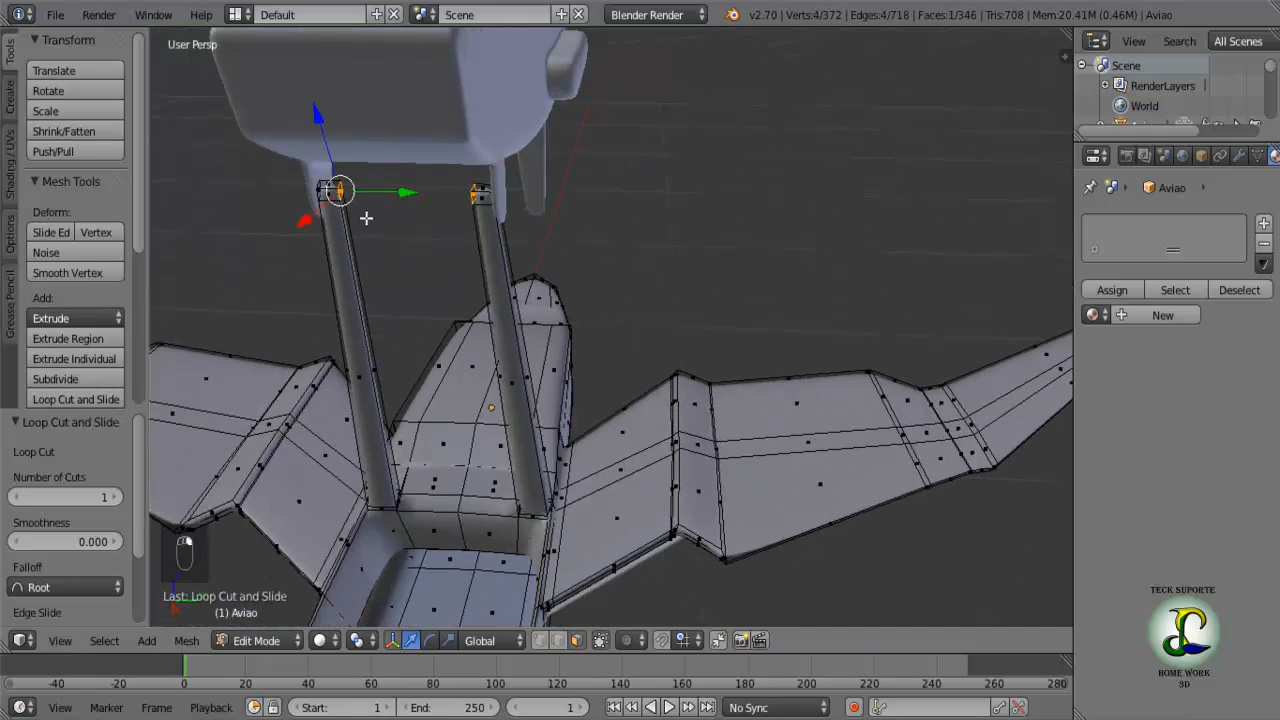 File Render Window Help Default Scene Blender Render v2.70 | Verts:4/372 | Edges:4/718 | Faces:1/346 | Tris:708 | Mem:20.41M (0.46M) | Aviao
Tools
Create
Shading / UVs
Options
Grease Pencil
Transform
Translate
Rotate
Scale
Shrink/Fatten
Push/Pull
Mesh Tools
Deform:
Slide Ed Vertex
Noise
Smooth Vertex
Add:
Extrude
Extrude Region
Extrude Individual
Subdivide
Loop Cut and Slide
Loop Cut and Slide
Loop Cut
Number of Cuts
1
Smoothness
0.000
Falloff
Root
Edge Slide
User Persp
Last: Loop Cut and Slide
(1) Aviao
View Search All Scenes
Scene
RenderLayers
World
Aviao
Assign Select Deselect
New
TECK SUPORTE
HOME WORK
3D
View Select Add Mesh Edit Mode Global
-40 -20 0 20 40 60 80 100 120 140 160 180 200 220 240 260 280
View Marker Frame Playback Start: 1 End: 250 1 No Sync